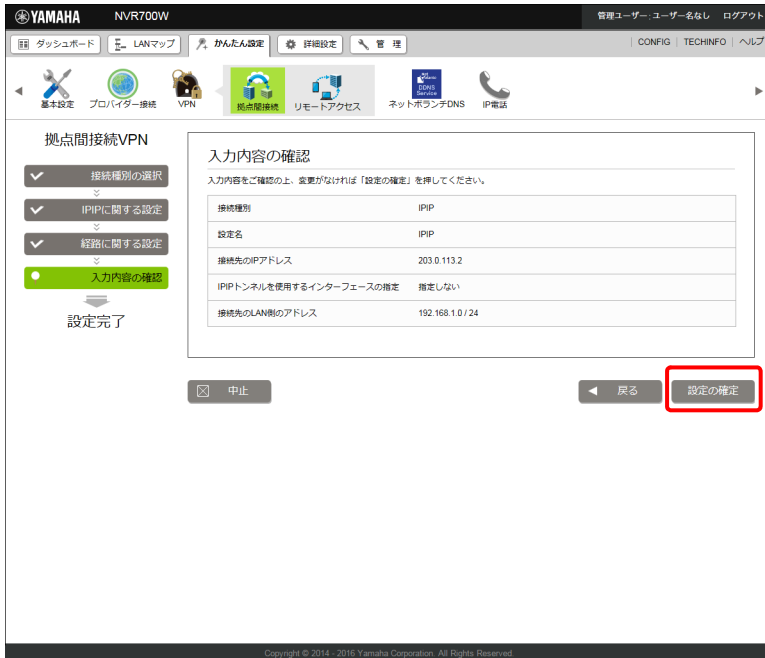 YAMAHA NVR700W 管理ユーザー：ユーザー名なし ログアウト
ダッシュボード LANマップ かんたん設定 詳細設定 管 理 CONFIG TECHINFO ヘルプ
基本設定 プロバイダー接続 VPN 拠点間接続 リモートアクセス DDNS Service ネットボランチDNS IP電話
拠点間接続VPN
接続種別の選択
IPIPに関する設定
経路に関する設定
入力内容の確認
設定完了
入力内容の確認
入力内容をご確認の上、変更がなければ「設定の確定」を押してください。
接続種別 IPIP
設定名 IPIP
接続先のIPアドレス 203.0.113.2
IPIPトンネルを使用するインターフェースの指定 指定しない
接続先のLAN側のアドレス 192.168.1.0 / 24
中止 戻る 設定の確定
Copyright © 2014 - 2016 Yamaha Corporation. All Rights Reserved.